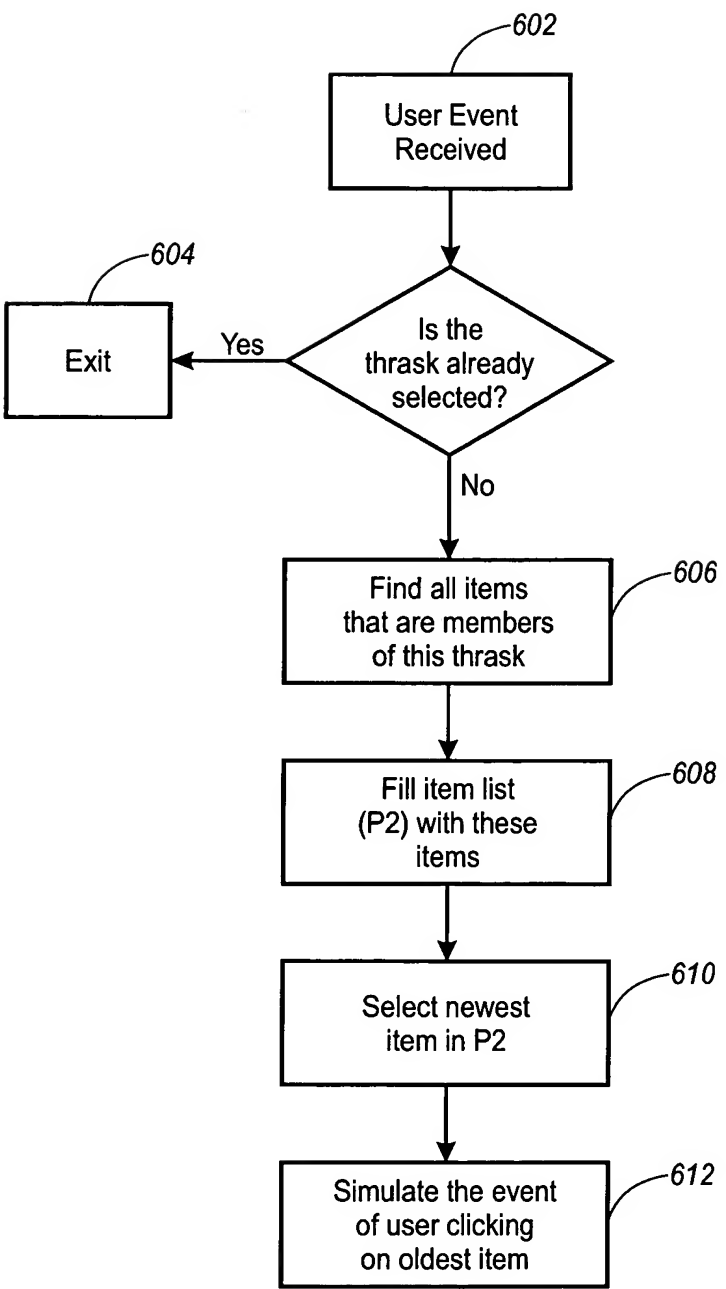 602
User Event
Received
604
Exit
Yes
Is the
thrask already
selected?
No
606
Find all items
that are members
of this thrask
608
Fill item list
(P2) with these
items
610
Select newest
item in P2
612
Simulate the event
of user clicking
on oldest item